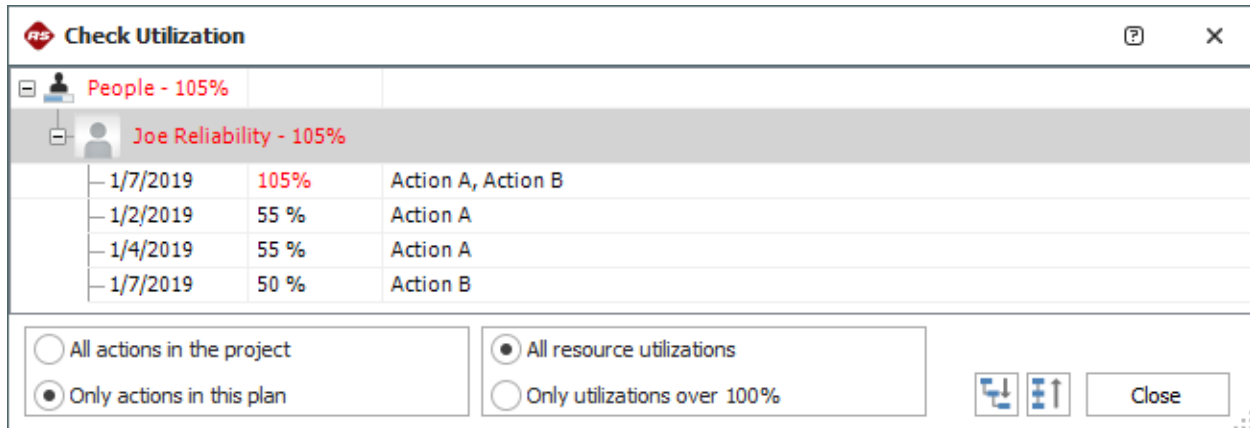 RS Check Utilization
People - 105%
Joe Reliability - 105%
1/7/2019 105% Action A, Action B
1/2/2019 55 % Action A
1/4/2019 55 % Action A
1/7/2019 50 % Action B
All actions in the project All resource utilizations
Only actions in this plan Only utilizations over 100% Close